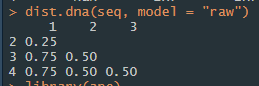 > dist.dna(seq, model = "raw")
     1    2    3
2 0.25
3 0.75 0.50
4 0.75 0.50 0.50
> library(ape)